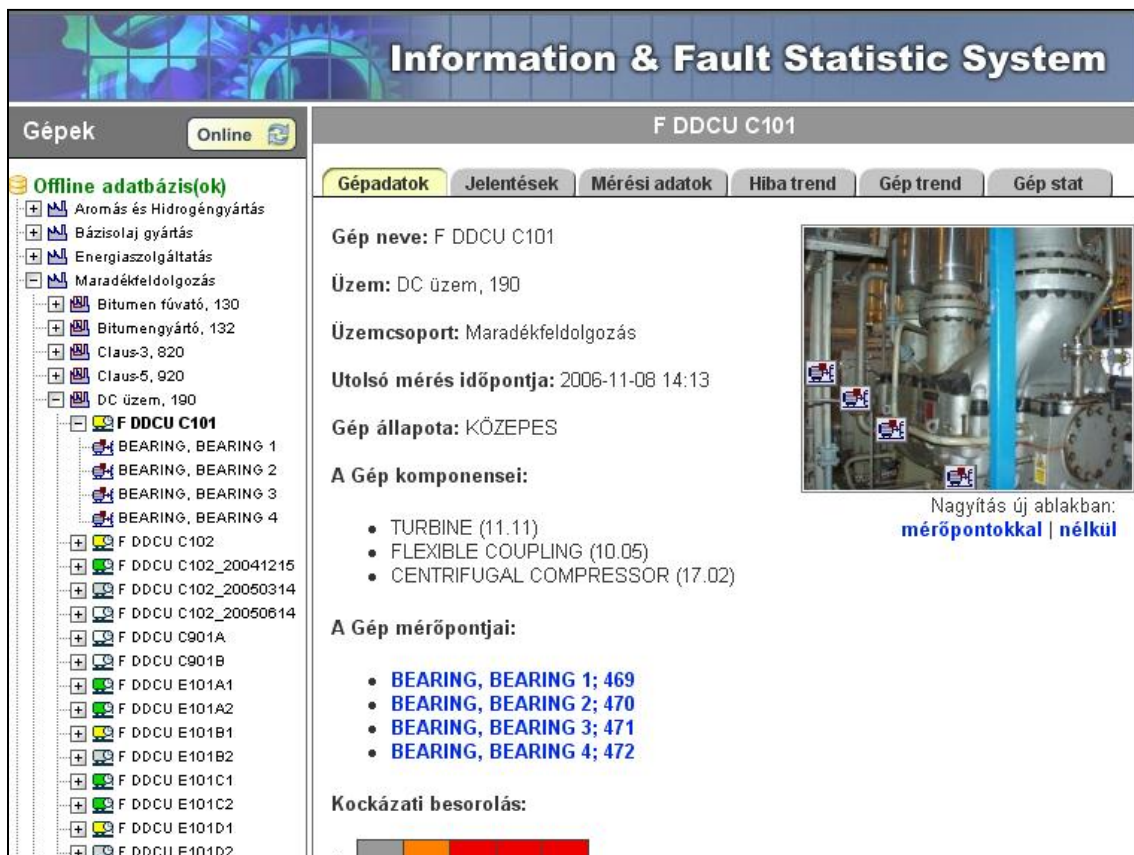 Information & Fault Statistic System
Gépek
Online
F DDCU C101
Offline adatbázis(ok)
Aromás és Hidrogéngyártás
Bázisolaj gyártás
Energiaszolgáltatás
Maradékfeldolgozás
Bitumen fúvató, 130
Bitumengyártó, 132
Claus-3, 820
Claus-5, 920
DC üzem, 190
F DDCU C101
BEARING, BEARING 1
BEARING, BEARING 2
BEARING, BEARING 3
BEARING, BEARING 4
F DDCU C102
F DDCU C102_20041215
F DDCU C102_20050314
F DDCU C102_20050614
F DDCU C901A
F DDCU C901B
F DDCU E101A1
F DDCU E101A2
F DDCU E101B1
F DDCU E101B2
F DDCU E101C1
F DDCU E101C2
F DDCU E101D1
F DDCU E101D2
Gépadatok
Jelentések
Mérési adatok
Hiba trend
Gép trend
Gép stat
Gép neve: F DDCU C101
Üzem: DC üzem, 190
Üzemcsoport: Maradékfeldolgozás
Utolsó mérés időpontja: 2006-11-08 14:13
Gép állapota: KÖZEPES
A Gép komponensei:
TURBINE (11.11)
FLEXIBLE COUPLING (10.05)
CENTRIFUGAL COMPRESSOR (17.02)
Nagyítás új ablakban:
mérőpontokkal | nélkül
A Gép mérőpontjai:
BEARING, BEARING 1; 469
BEARING, BEARING 2; 470
BEARING, BEARING 3; 471
BEARING, BEARING 4; 472
Kockázati besorolás: